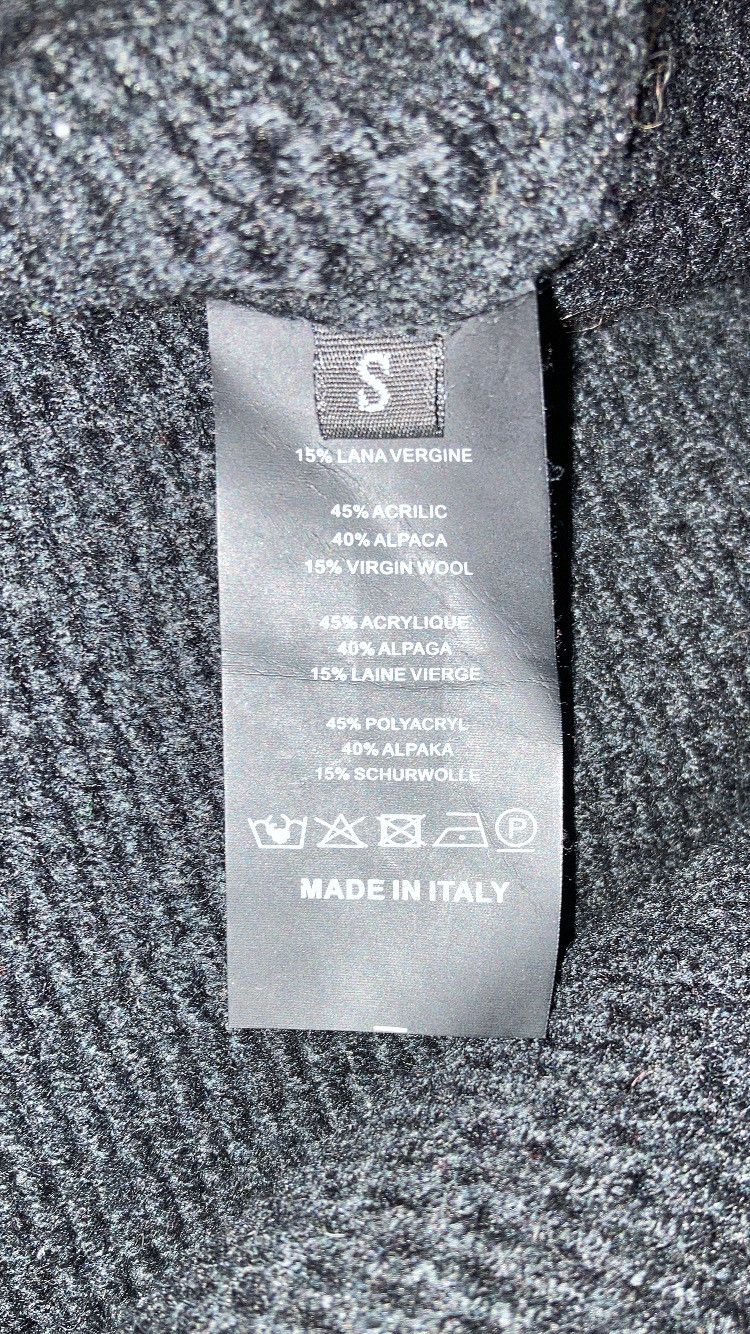 S
15% LANA VERGINE
45% ACRILIC
40% ALPACA
15% VIRGIN WOOL
45% ACRYLIQUE
40% ALPAGA
15% LAINE VIERGE
45% POLYACRYL
40% ALPAKA
15% SCHURWOLLE
P
MADE IN ITALY